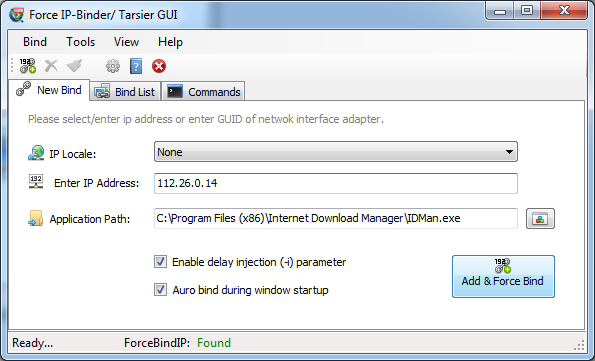 Force IP-Binder/ Tarsier GUI
Bind Tools View Help
New Bind Bind List Commands
Please select/enter ip address or enter GUID of netwok interface adapter.
IP Locale: None
Enter IP Address: 112.26.0.14
Application Path: C:\Program Files (x86)\Internet Download Manager\IDMan.exe
Enable delay injection (-i) parameter
Auro bind during window startup
Add & Force Bind
Ready... ForceBindIP: Found